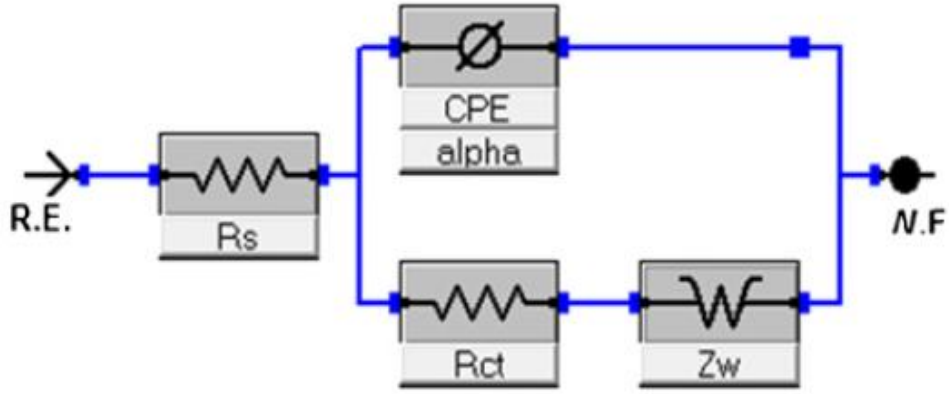 CPE
alpha
R.E.
Rs
N.F
Rct
Zw